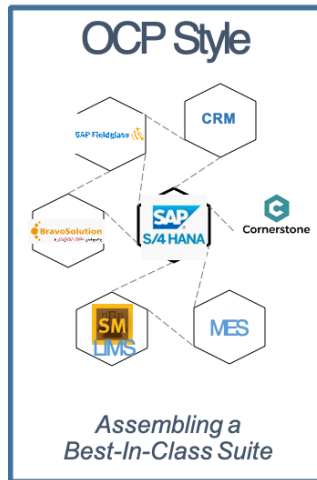 OCP Style
SAP Fieldglass
CRM
BravoSolution
SAP
S/4 HANA
C
Cornerstone
SM
LIMS
MES
Assembling a
Best-In-Class Suite